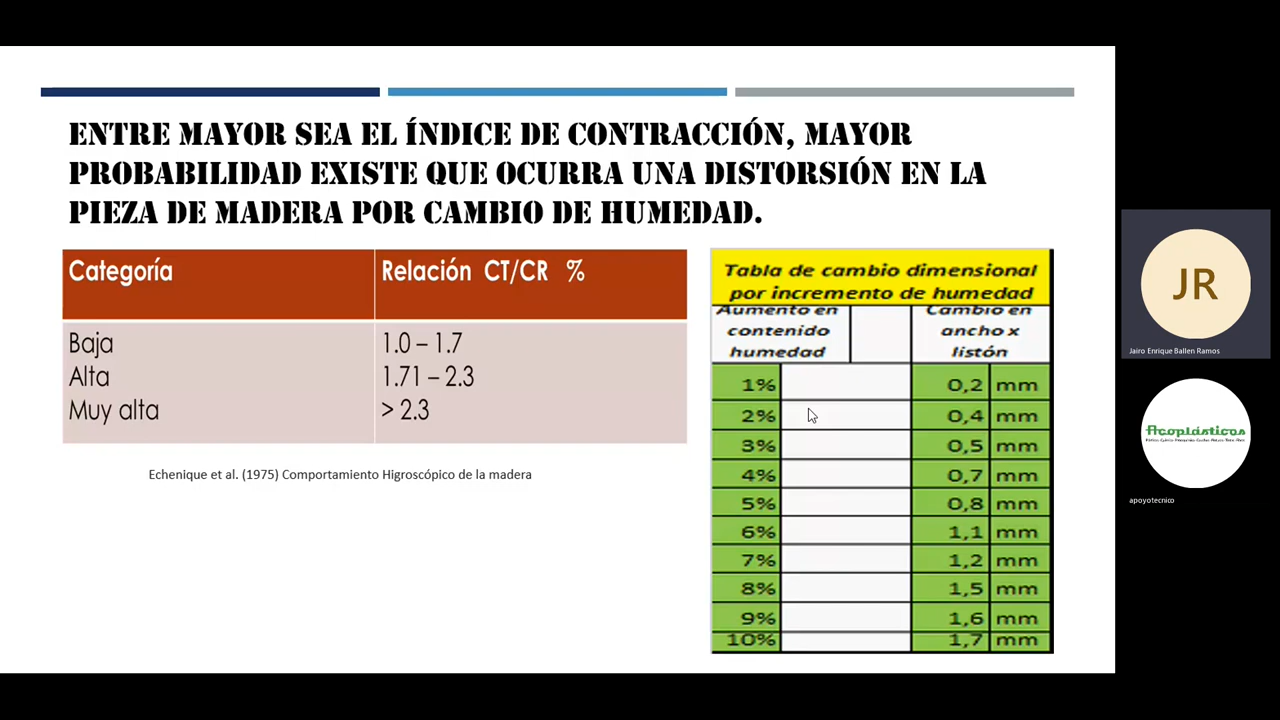 ENTRE MAYOR SEA EL ÍNDICE DE CONTRACCIÓN, MAYOR
PROBABILIDAD EXISTE QUE OCURRA UNA DISTORSIÓN EN LA
PIEZA DE MADERA POR CAMBIO DE HUMEDAD.
Categoría Relación CT/CR %
Baja 1.0 – 1.7
Alta 1.71 – 2.3
Muy alta > 2.3
Echenique et al. (1975) Comportamiento Higroscópico de la madera
Tabla de cambio dimensional
por incremento de humedad
Aumento en Cambio en
contenido ancho x
humedad listón
1% 0,2 mm
2% 0,4 mm
3% 0,5 mm
4% 0,7 mm
5% 0,8 mm
6% 1,1 mm
7% 1,2 mm
8% 1,5 mm
9% 1,6 mm
10% 1,7 mm
JR
Jairo Enrique Ballen Ramos
Acoplásticos
apoyotecnico